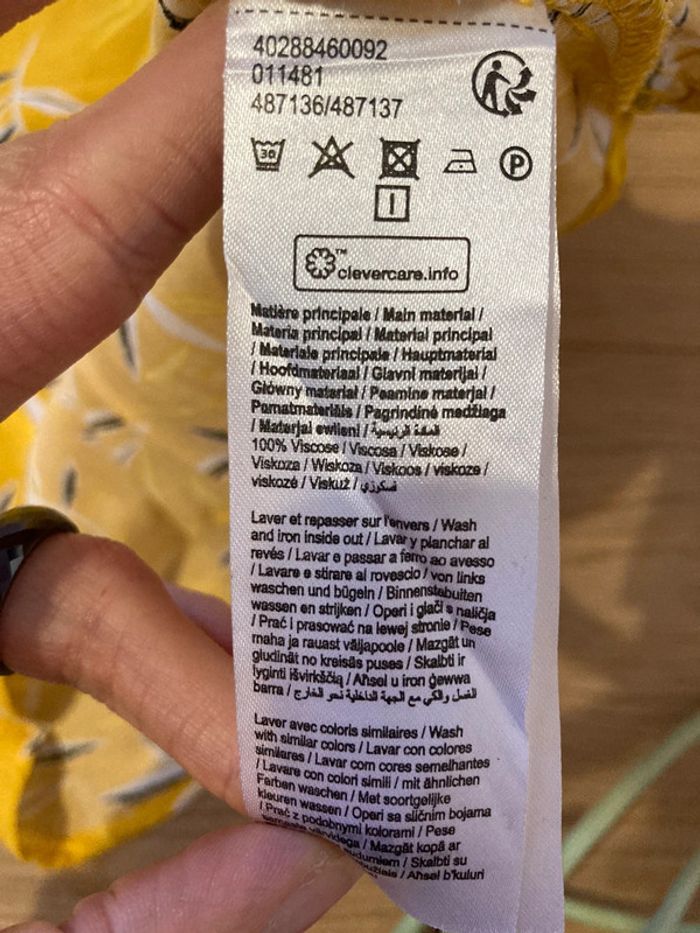 40288460092
011481
487136/487137
30
P
clevercare.info
TM
Matière principale / Main material /
Materia principal / Material principal
/ Materiale principale / Hauptmaterial
/ Hoofdmateriaal / Glavni materijal /
Główny materiał / Peamine materjal /
Pamatmateriāls / Pagrindinė medžiaga
/ Materjal ewlieni / المادة الرئيسية
100% Viscose / Viscosa / Viskose /
Viskoza / Wiskoza / Viskoos / viskoze /
viskozė / Viskuż / فسكوزي
Laver et repasser sur l'envers / Wash
and iron inside out / Lavar y planchar al
revés / Lavar e passar a ferro ao avesso
/ Lavare e stirare al rovescio / von links
waschen und bügeln / Binnenstebuiten
wassen en strijken / Operi i glači s naličja
/ Prać i prasować na lewej stronie / Pese
maha ja rauast väljapoole / Mazgāt un
gludināt no kreisās puses / Skalbti ir
lyginti išvirkščią / Aħsel u iron ġewwa
barra / الغسل والكي مع الجهة الداخلية نحو الخارج
Laver avec coloris similaires / Wash
with similar colors / Lavar con colores
similares / Lavar com cores semelhantes
/ Lavare con colori simili / mit ähnlichen
Farben waschen / Met soortgelijke
kleuren wassen / Operi sa sličnim bojama
/ Prać z podobnymi kolorami / Pese
värvidega / Mazgāt kopā ar
/ Skalbti su
/ Aħsel b'kuluri